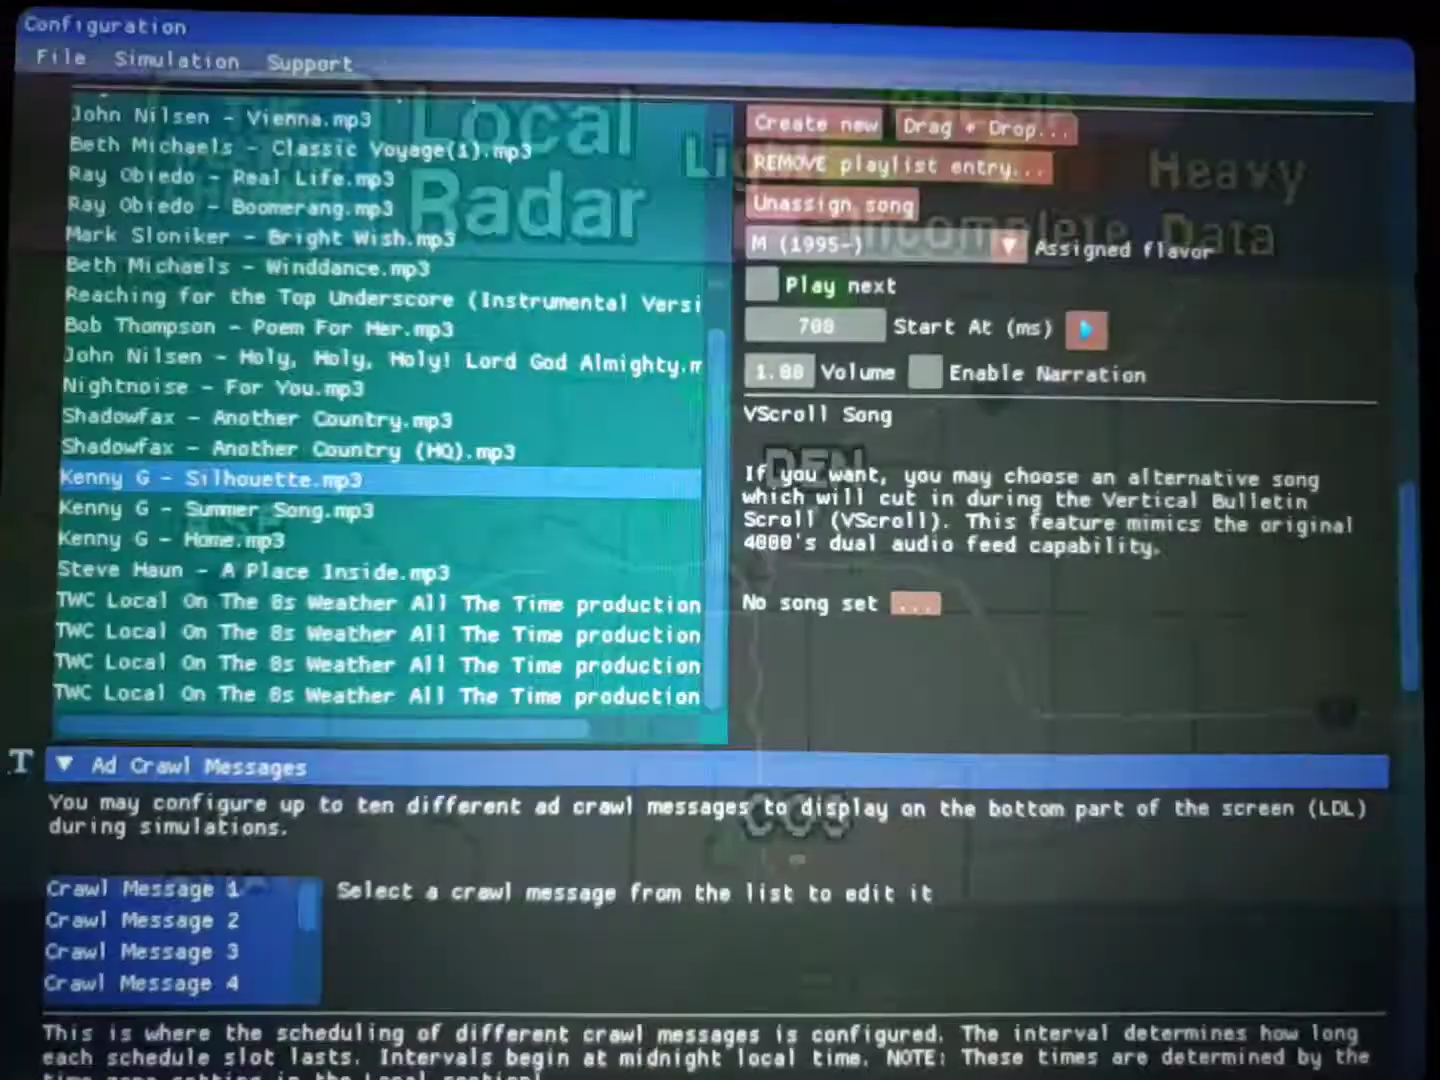 Configuration
File Simulation Support
John Nilsen - Vienna.mp3
Beth Michaels - Classic Voyage(1).mp3
Ray Obiedo - Real Life.mp3
Ray Obiedo - Boomerang.mp3
Mark Sloniker - Bright Wish.mp3
Beth Michaels - Winddance.mp3
Reaching for the Top Underscore (Instrumental Versi
Bob Thompson - Poem For Her.mp3
John Nilsen - Holy, Holy, Holy! Lord God Almighty.m
Nightnoise - For You.mp3
Shadowfax - Another Country.mp3
Shadowfax - Another Country (HQ).mp3
Kenny G - Silhouette.mp3
Kenny G - Summer Song.mp3
Kenny G - Home.mp3
Steve Haun - A Place Inside.mp3
TWC Local On The 8s Weather All The Time production
TWC Local On The 8s Weather All The Time production
TWC Local On The 8s Weather All The Time production
TWC Local On The 8s Weather All The Time production
Local
Radar
PRECIP
Heavy
Incomplete Data
Create new Drag + Drop...
REMOVE playlist entry...
Unassign song
M (1995-) Assigned flavor
Play next
700 Start At (ms)
1.00 Volume Enable Narration
VScroll Song
DEN
If you want, you may choose an alternative song
which will cut in during the Vertical Bulletin
Scroll (VScroll). This feature mimics the original
4000's dual audio feed capability.
No song set ...
T
Ad Crawl Messages
You may configure up to ten different ad crawl messages to display on the bottom part of the screen (LDL)
during simulations.
COS
Crawl Message 1
Crawl Message 2
Crawl Message 3
Crawl Message 4
Select a crawl message from the list to edit it
This is where the scheduling of different crawl messages is configured. The interval determines how long
each schedule slot lasts. Intervals begin at midnight local time. NOTE: These times are determined by the
time zone setting in the Local section!